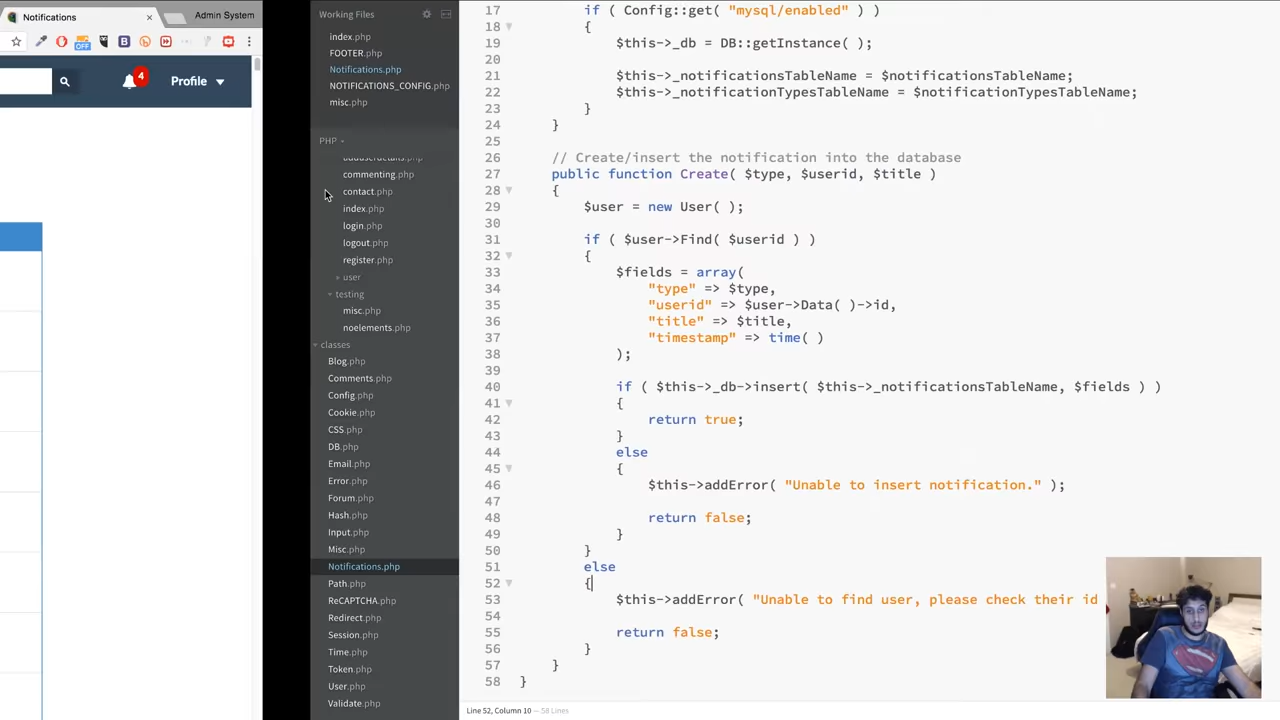 Notifications
Admin System
4
Profile
Working Files
index.php
FOOTER.php
Notifications.php
NOTIFICATIONS_CONFIG.php
misc.php
PHP
commenting.php
contact.php
index.php
login.php
logout.php
register.php
user
testing
misc.php
noelements.php
classes
Blog.php
Comments.php
Config.php
Cookie.php
CSS.php
DB.php
Email.php
Error.php
Forum.php
Hash.php
Input.php
Misc.php
Notifications.php
Path.php
ReCAPTCHA.php
Redirect.php
Session.php
Time.php
Token.php
User.php
Validate.php
17 if ( Config::get( "mysql/enabled" ) )
18 {
19 $this->_db = DB::getInstance( );
20
21 $this->_notificationsTableName = $notificationsTableName;
22 $this->_notificationTypesTableName = $notificationTypesTableName;
23 }
24 }
25
26 // Create/insert the notification into the database
27 public function Create( $type, $userid, $title )
28 {
29 $user = new User( );
30
31 if ( $user->Find( $userid ) )
32 {
33 $fields = array(
34 "type" => $type,
35 "userid" => $user->Data( )->id,
36 "title" => $title,
37 "timestamp" => time( )
38 );
39
40 if ( $this->_db->insert( $this->_notificationsTableName, $fields ) )
41 {
42 return true;
43 }
44 else
45 {
46 $this->addError( "Unable to insert notification." );
47
48 return false;
49 }
50 }
51 else
52 {
53 $this->addError( "Unable to find user, please check their id
54
55 return false;
56 }
57 }
58 }
Line 52, Column 10 — 58 Lines